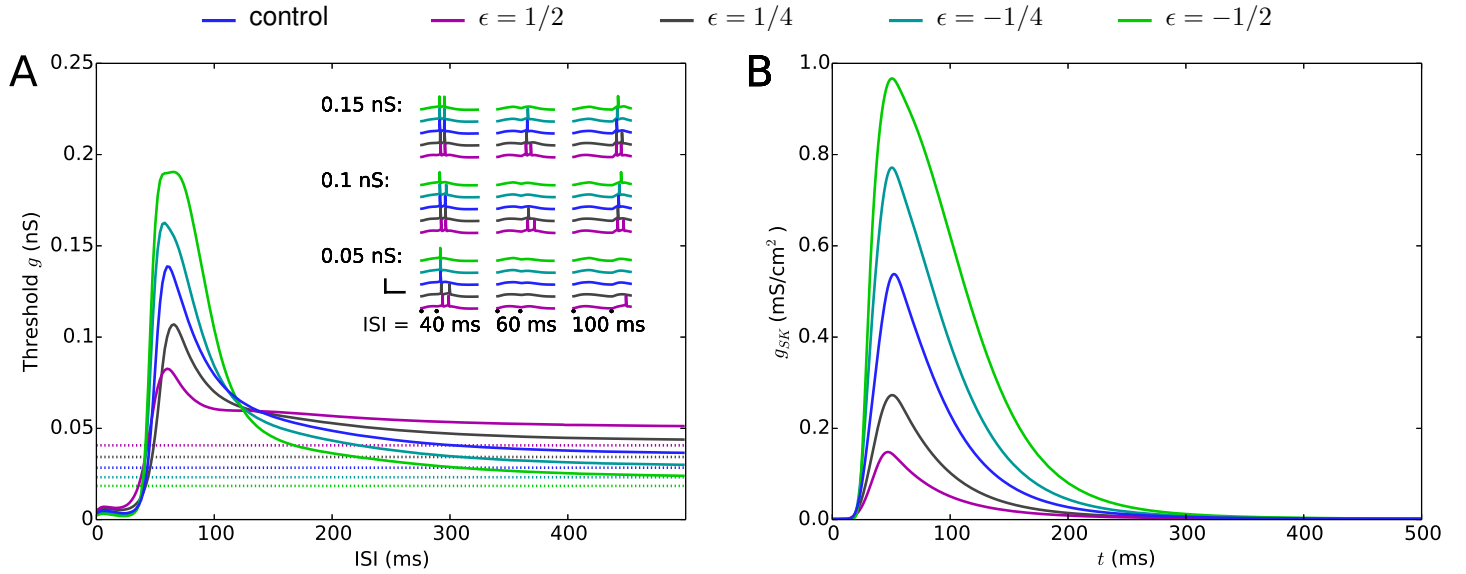 control ϵ = 1/2 ϵ = 1/4 ϵ = −1/4 ϵ = −1/2
A
Threshold g (nS)
0.25
0.2
0.15
0.1
0.05
0
0 100 200 300 400
ISI (ms)
0.15 nS:
0.1 nS:
0.05 nS:
ISI = 40 ms 60 ms 100 ms
B
g_SK (mS/cm²)
1.0
0.8
0.6
0.4
0.2
0.0
0 100 200 300 400 500
t (ms)